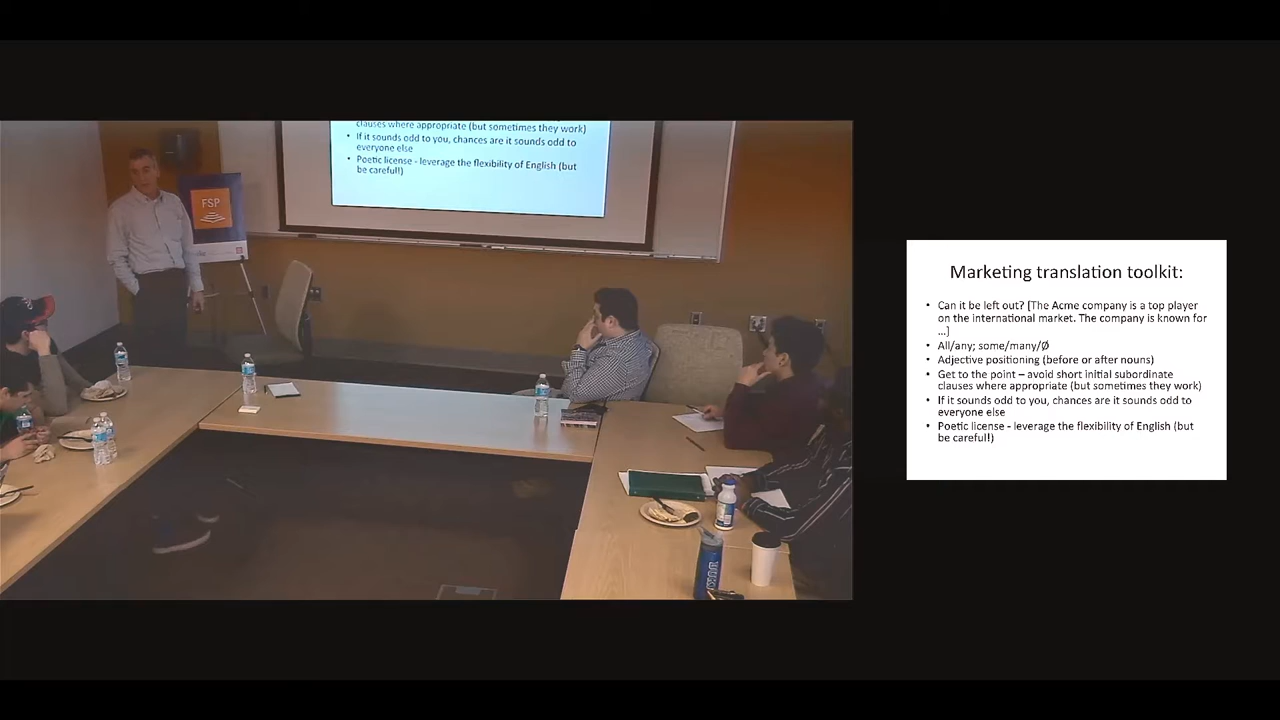 clauses where appropriate (but sometimes they work)
• If it sounds odd to you, chances are it sounds odd to
everyone else
• Poetic license - leverage the flexibility of English (but
be careful!)
FSP
Marketing translation toolkit:
• Can it be left out? [The Acme company is a top player
on the international market. The company is known for
…]
• All/any; some/many/Ø
• Adjective positioning (before or after nouns)
• Get to the point – avoid short initial subordinate
clauses where appropriate (but sometimes they work)
• If it sounds odd to you, chances are it sounds odd to
everyone else
• Poetic license - leverage the flexibility of English (but
be careful!)